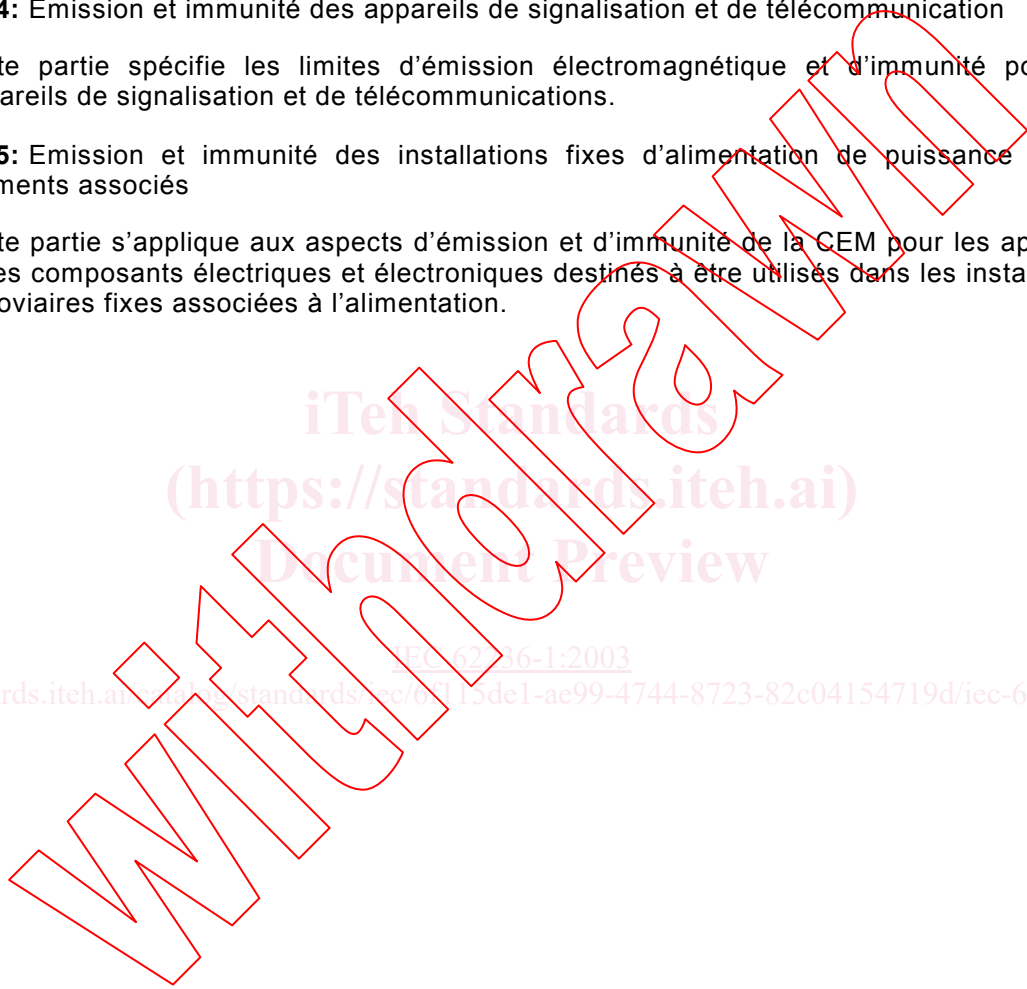 4: Emission et immunité des appareils de signalisation et de télécommunication
te partie spécifie les limites d'émission électromagnétique et d'immunité po
areils de signalisation et de télécommunications.
5: Emission et immunité des installations fixes d'alimentation de puissance
ments associés
te partie s'applique aux aspects d'émission et d'immunité de la CEM pour les ap
es composants électriques et électroniques destinés à être utilisés dans les insta
oviaires fixes associées à l'alimentation.
iTeh Standards
(https://standards.iteh.ai)
Document Preview
IEC 62236-1:2003
rds.iteh.ai/catalog/standards/iec/6ff15de1-ae99-4744-8723-82c04154719d/iec-6
withdrawn